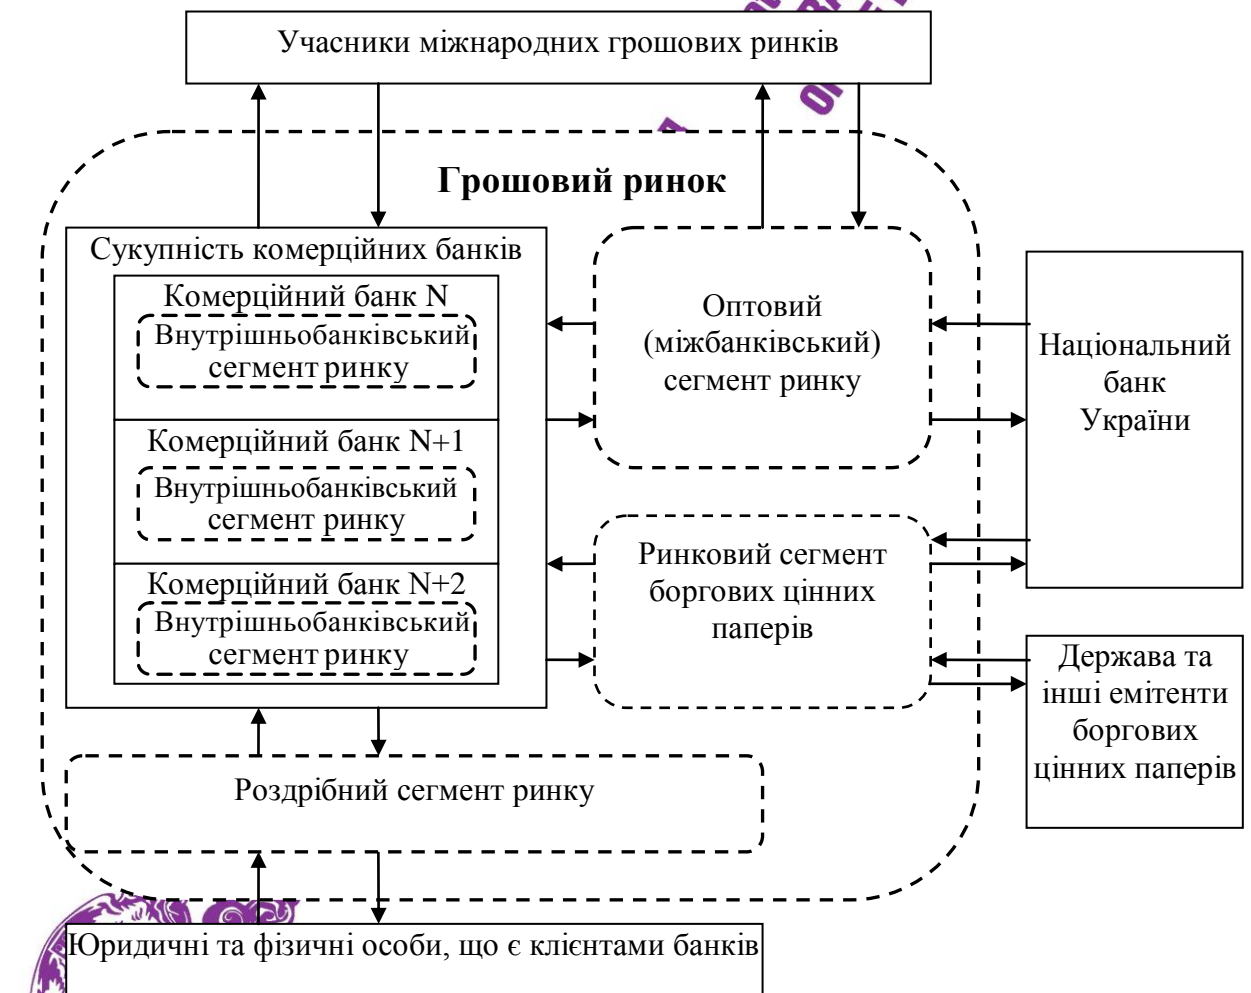 Учасники міжнародних грошових ринків
Грошовий ринок
Сукупність комерційних банків
Комерційний банк N
Внутрішньобанківський
сегмент ринку
Комерційний банк N+1
Внутрішньобанківський
сегмент ринку
Комерційний банк N+2
Внутрішньобанківський
сегмент ринку
Оптовий
(міжбанківський)
сегмент ринку
Ринковий сегмент
боргових цінних
паперів
Національний
банк
України
Держава та
інші емітенти
боргових
цінних паперів
Роздрібний сегмент ринку
Юридичні та фізичні особи, що є клієнтами банків